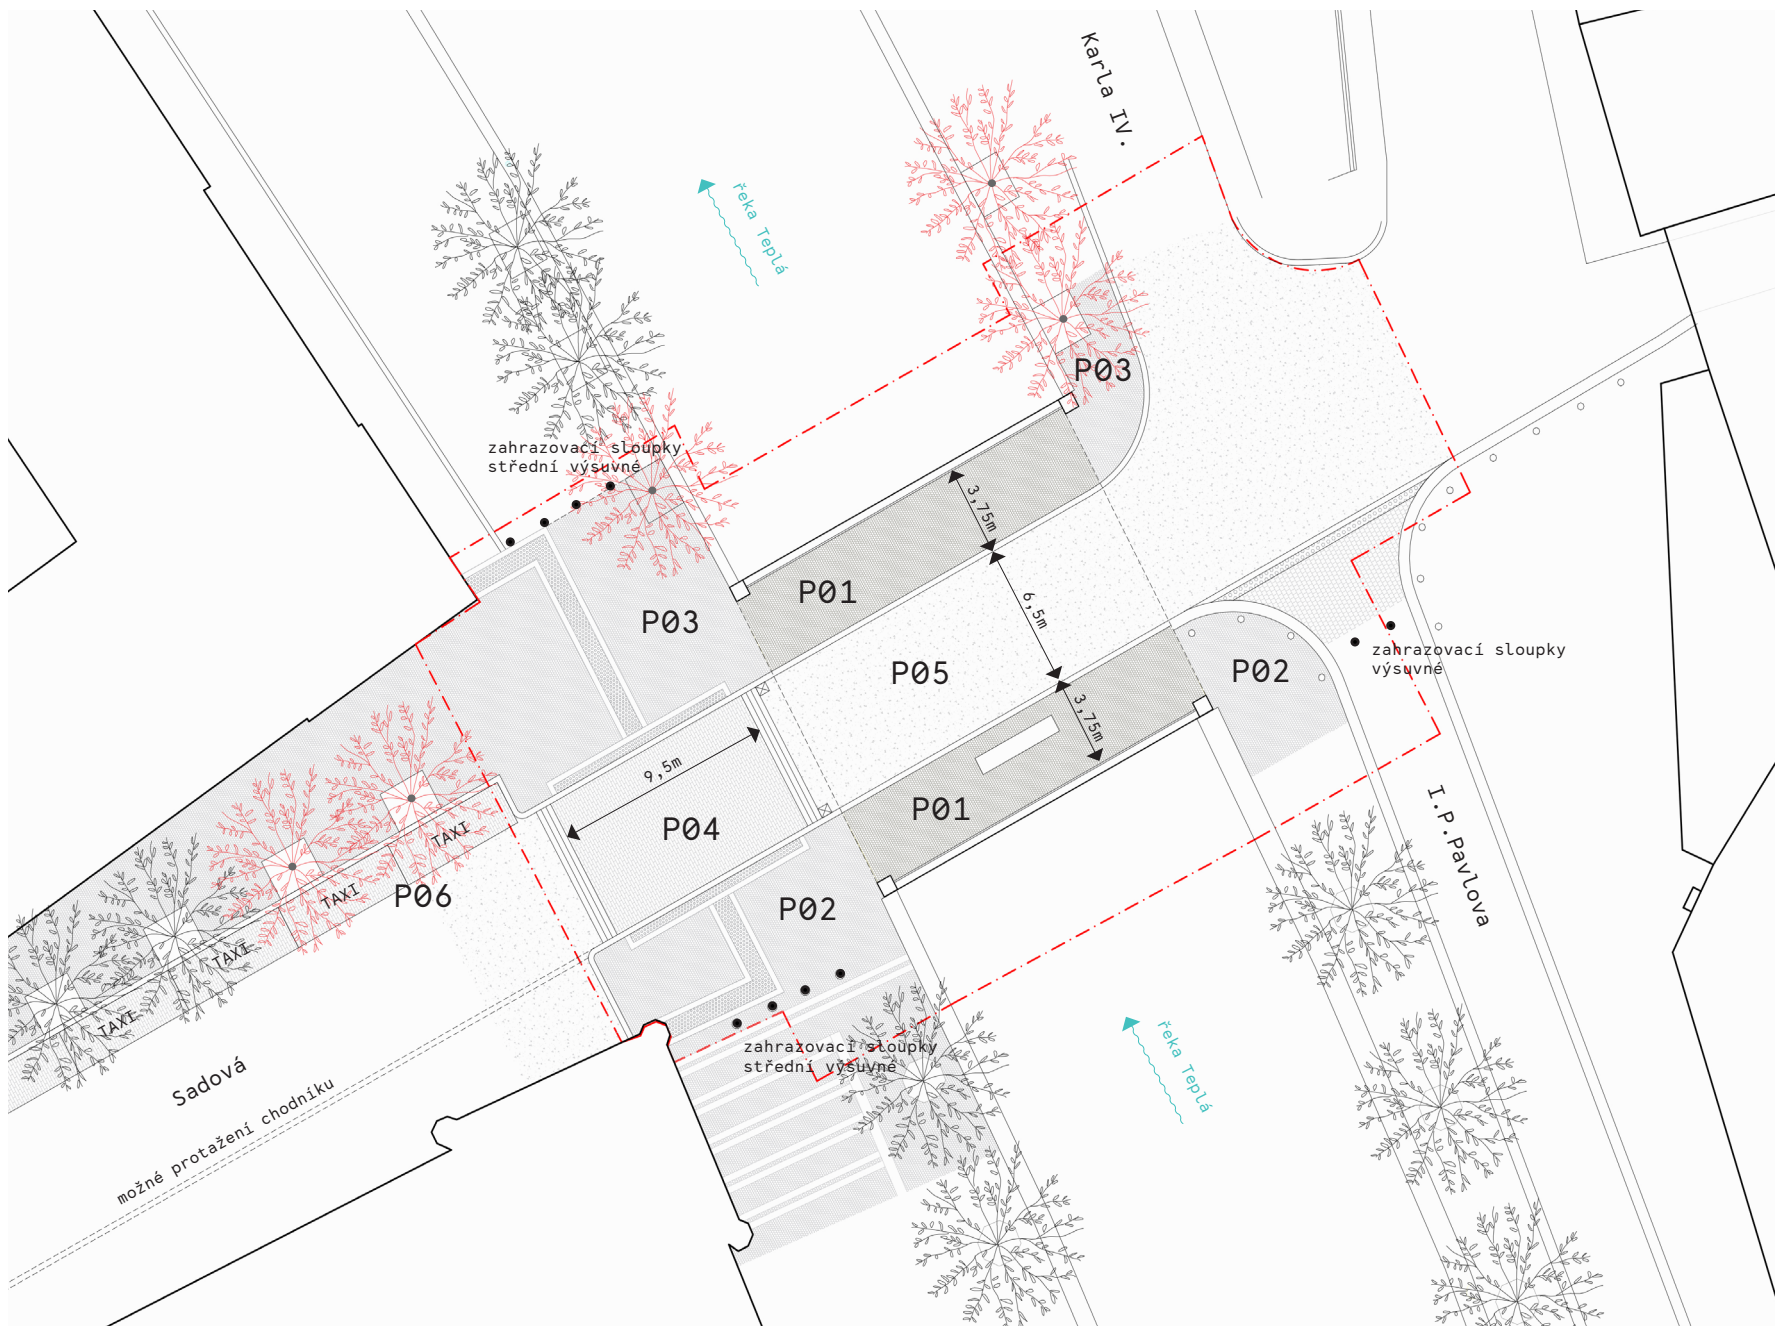 Karla IV.
řeka Teplá
P03
zahrazovací sloupky
střední výsuvné
3,75m
P01
P03
6,5m
P05
zahrazovací sloupky
výsuvné
P02
3,75m
9,5m
P01
P04
TAXI
P06
TAXI
P02
I.P.Pavlova
TAXI
TAXI
zahrazovací sloupky
střední výsuvné
řeka Teplá
Sadová
možné protažení chodníku